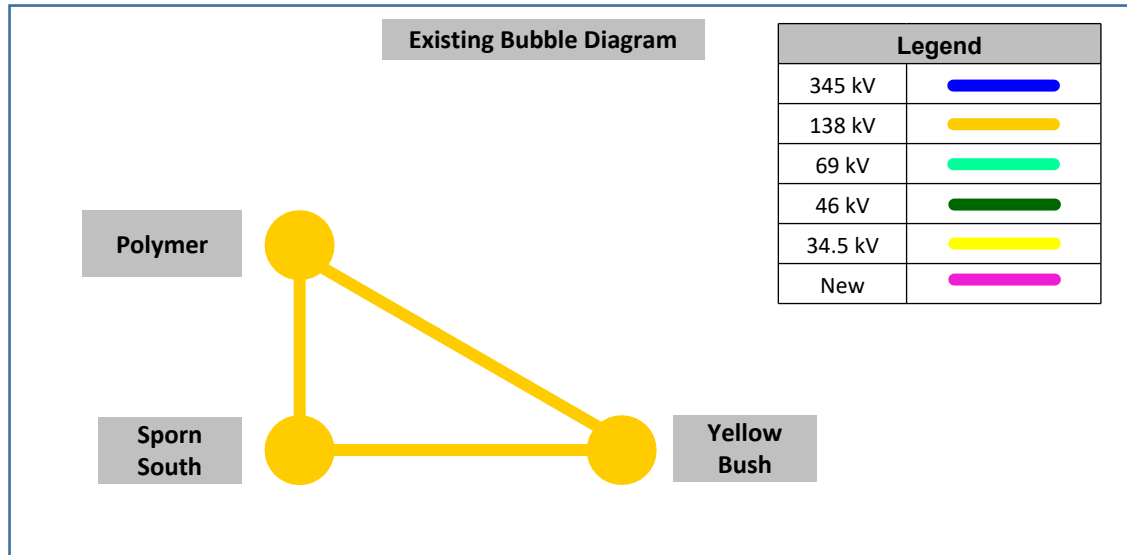 Existing Bubble Diagram
Legend
345 kV
138 kV
69 kV
46 kV
34.5 kV
New
Polymer
Sporn
South
Yellow
Bush